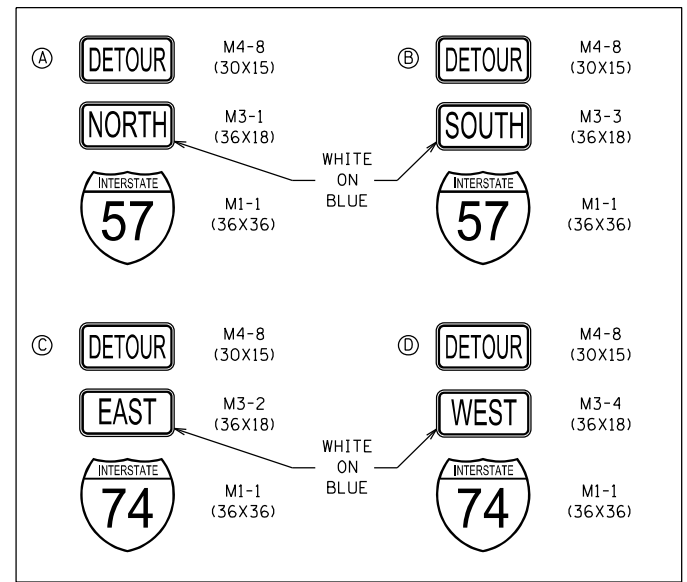 A
DETOUR
M4-8
(30X15)
NORTH
M3-1
(36X18)
INTERSTATE
57
M1-1
(36X36)
B
DETOUR
M4-8
(30X15)
SOUTH
M3-3
(36X18)
INTERSTATE
57
M1-1
(36X36)
WHITE
ON
BLUE
C
DETOUR
M4-8
(30X15)
EAST
M3-2
(36X18)
INTERSTATE
74
M1-1
(36X36)
D
DETOUR
M4-8
(30X15)
WEST
M3-4
(36X18)
INTERSTATE
74
M1-1
(36X36)
WHITE
ON
BLUE